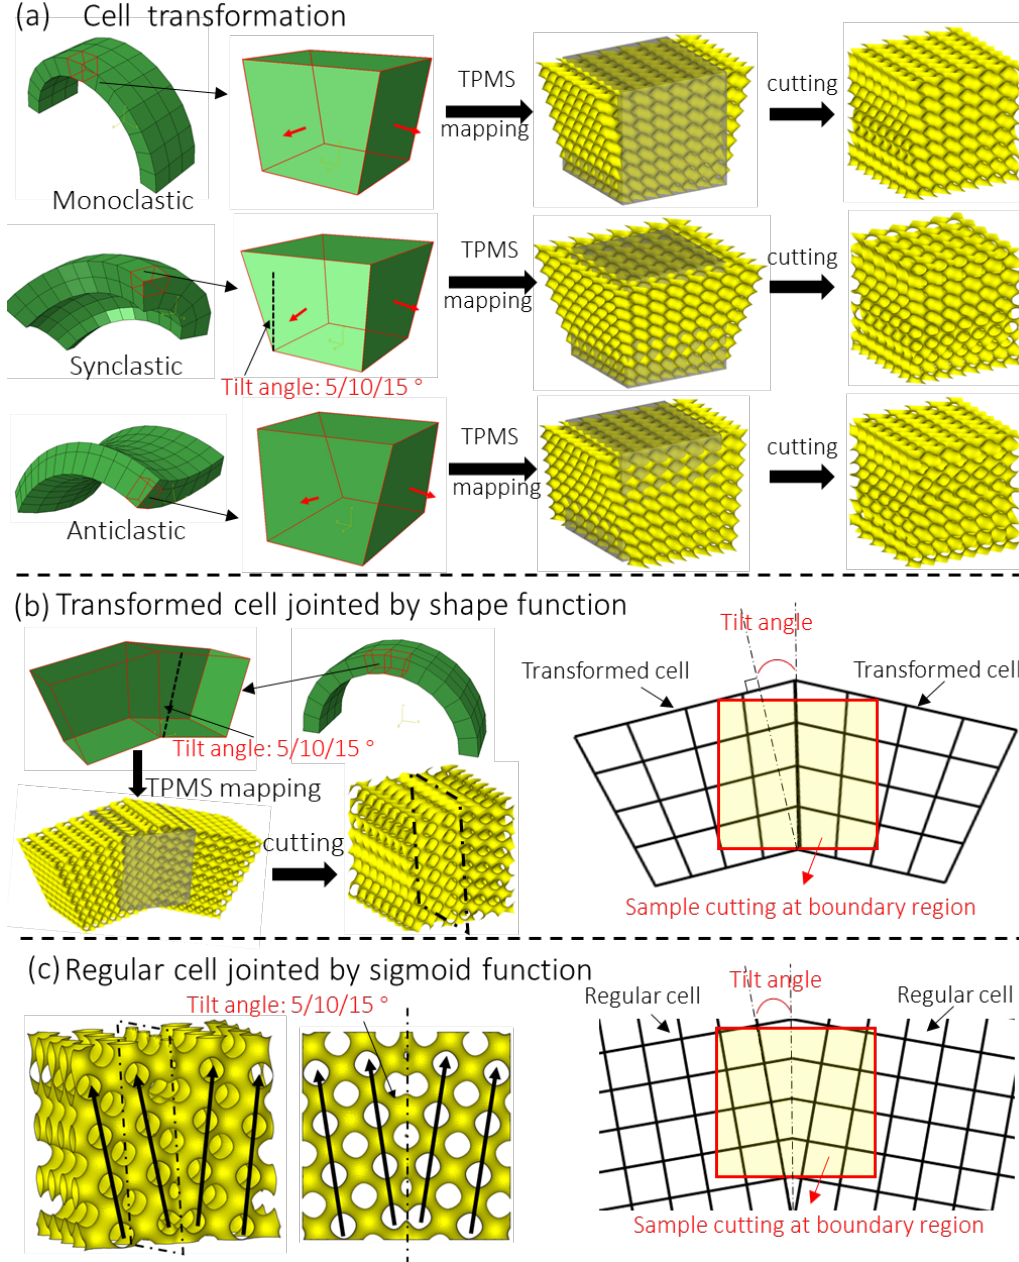 (a) Cell transformation
TPMS
mapping
cutting
Monoclastic
TPMS
mapping
cutting
Synclastic
Tilt angle: 5/10/15 °
TPMS
mapping
cutting
Anticlastic
(b) Transformed cell jointed by shape function
Tilt angle
Transformed cell
Transformed cell
Tilt angle: 5/10/15 °
TPMS mapping
cutting
Sample cutting at boundary region
(c) Regular cell jointed by sigmoid function
Tilt angle
Tilt angle: 5/10/15 °
Regular cell
Regular cell
Sample cutting at boundary region